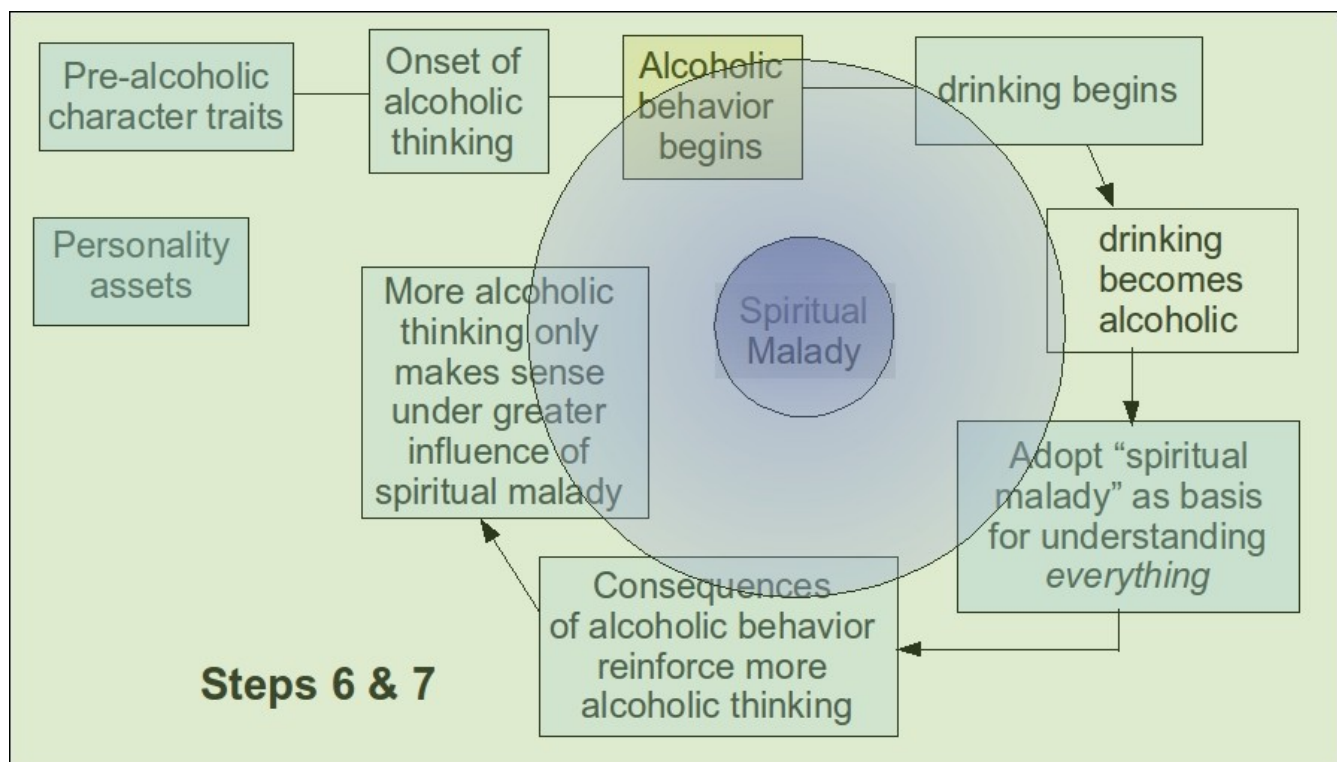 Pre-alcoholic
character traits
Onset of
alcoholic
thinking
Alcoholic
behavior
begins
drinking begins
drinking
becomes
alcoholic
Adopt “spiritual
malady” as basis
for understanding
everything
Consequences
of alcoholic behavior
reinforce more
alcoholic thinking
More alcoholic
thinking only
makes sense
under greater
influence of
spiritual malady
Spiritual
Malady
Personality
assets
Steps 6 & 7